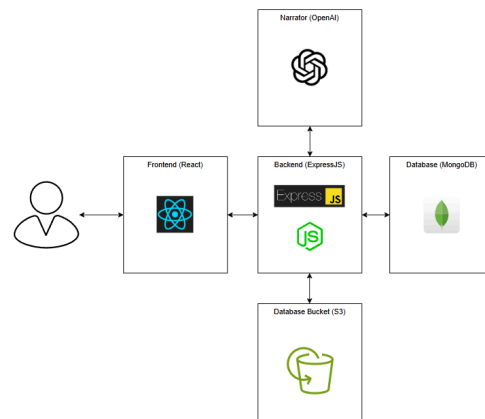 Narrator (OpenAI)
Frontend (React)
Backend (ExpressJS
Database (MongoDB)
Express
JS
JS
Database Bucket (S3)